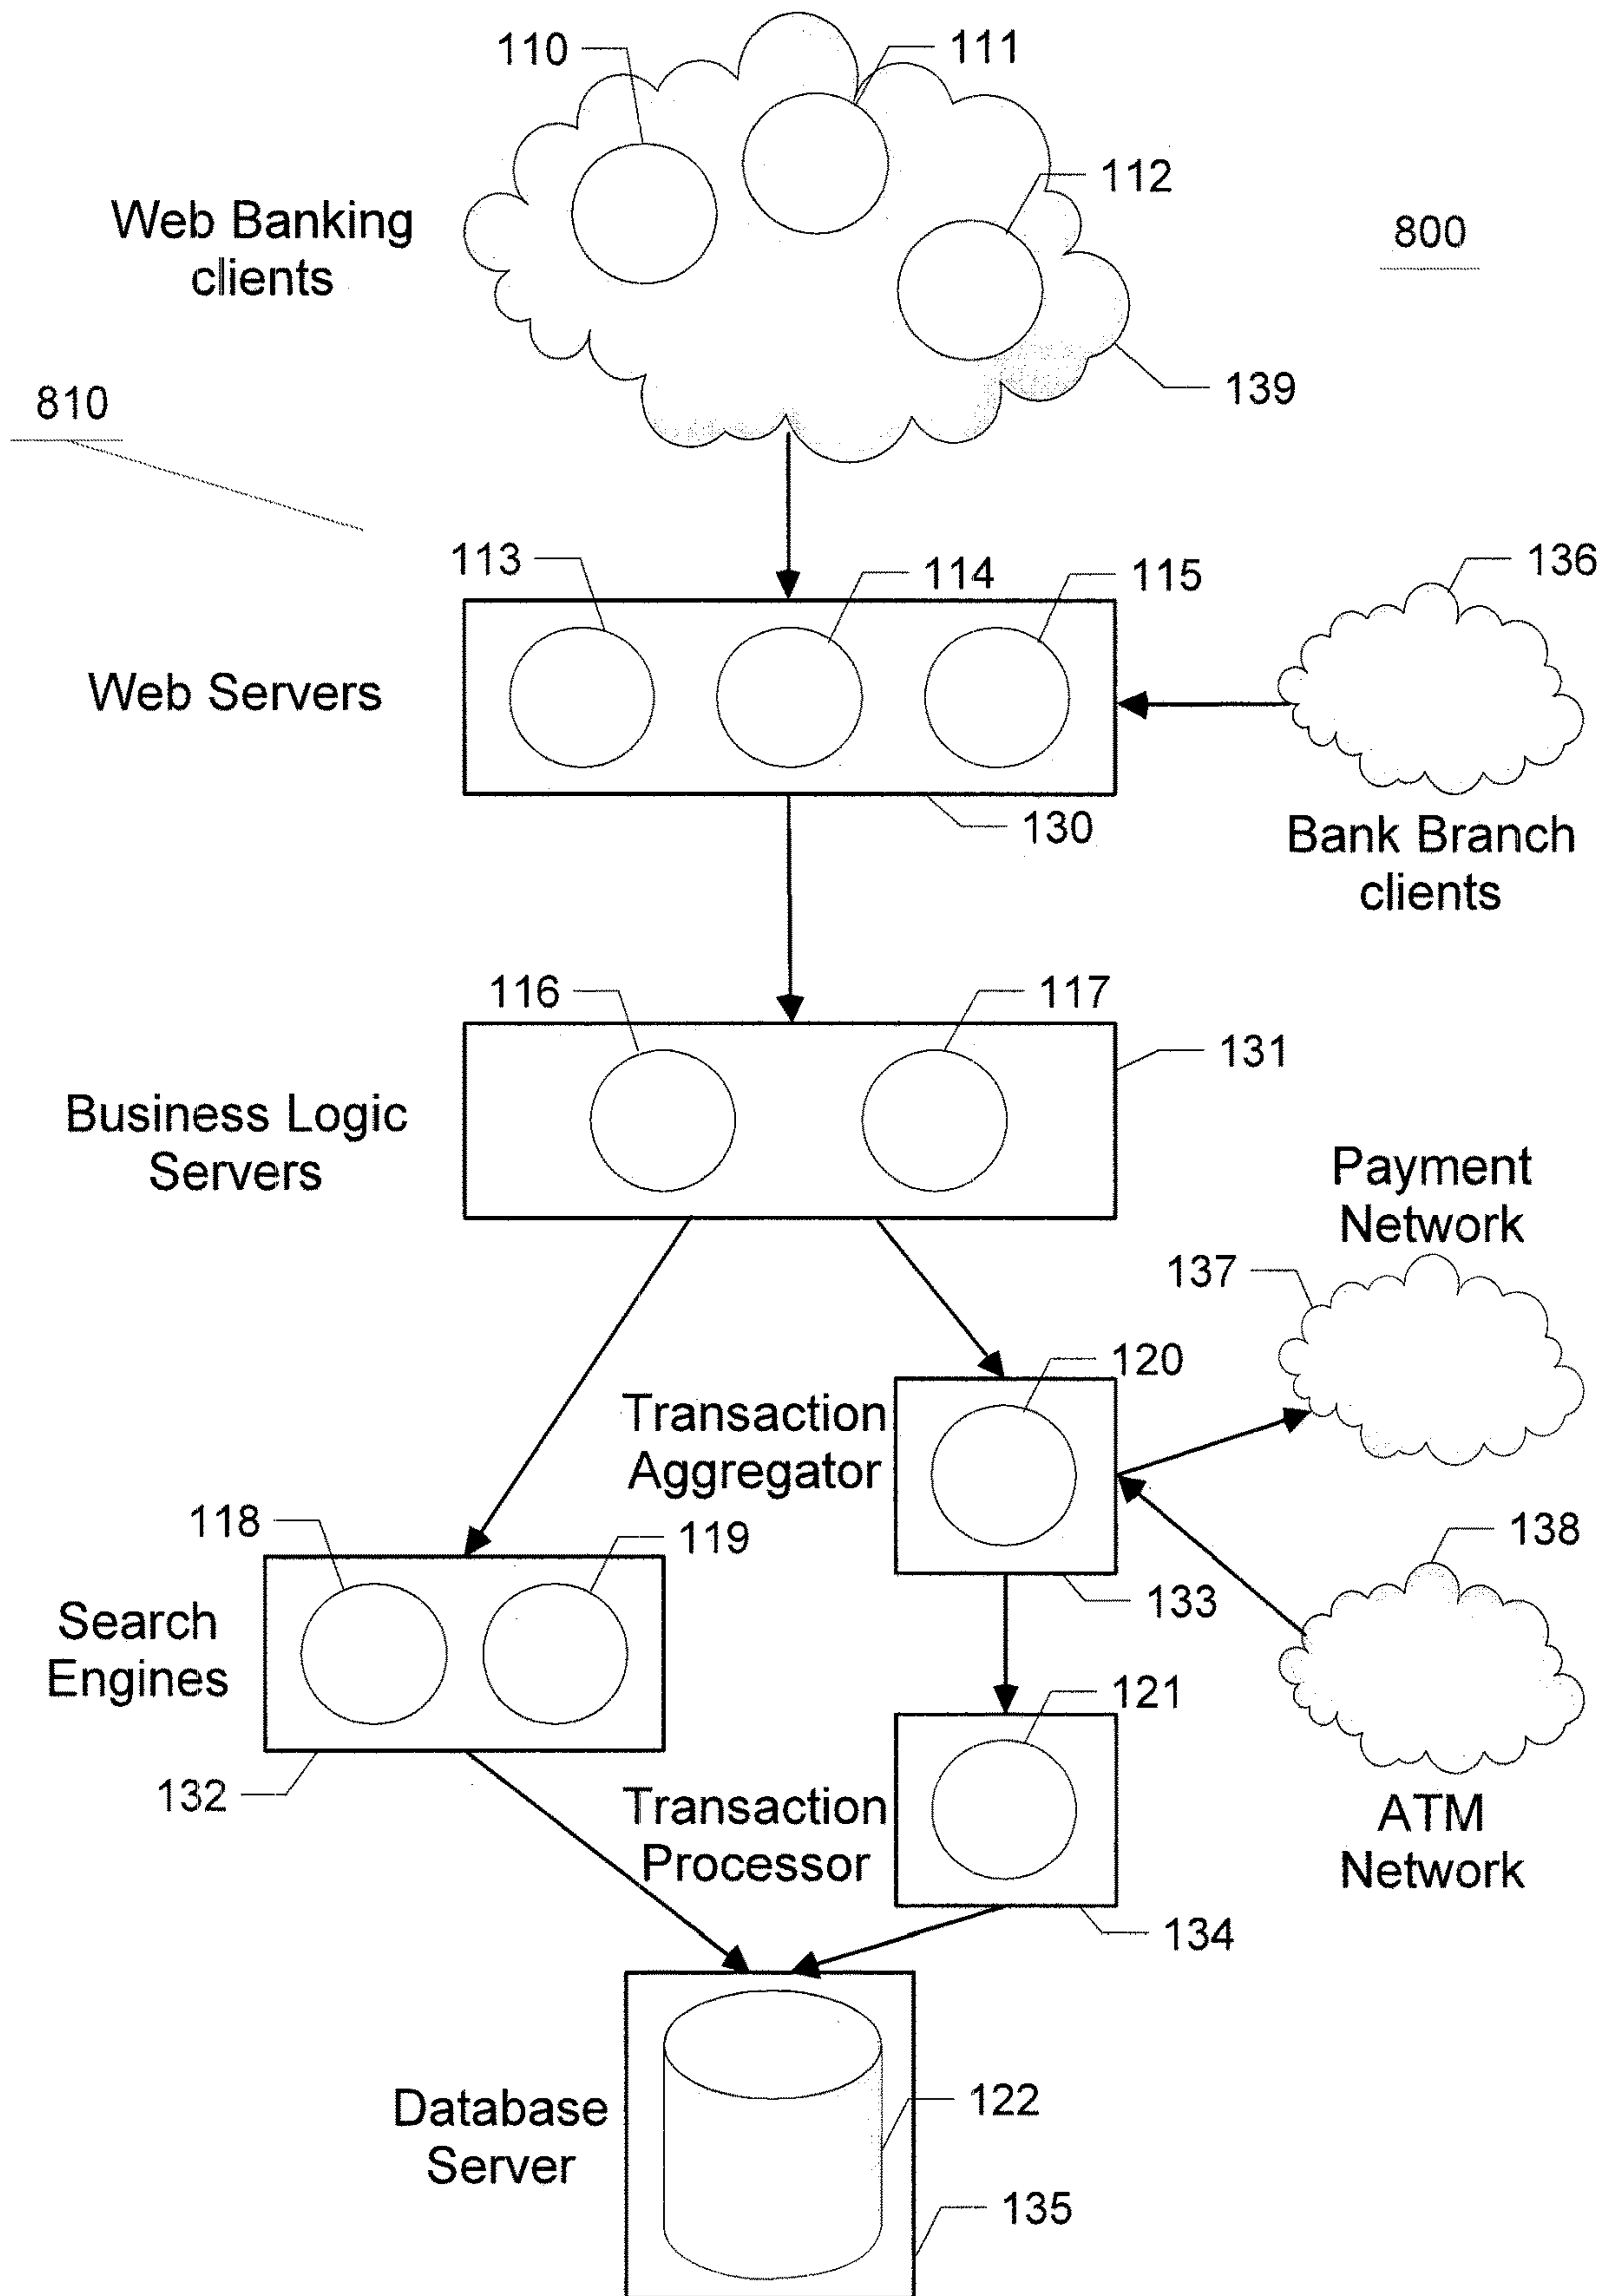 110
111
112
Web Banking
clients
800
139
810
113
114
115
136
Web Servers
130
Bank Branch
clients
116
117
131
Business Logic
Servers
Payment
Network
137
120
Transaction
Aggregator
118
119
138
133
Search
Engines
121
132
Transaction
Processor
ATM
Network
134
122
Database
Server
135